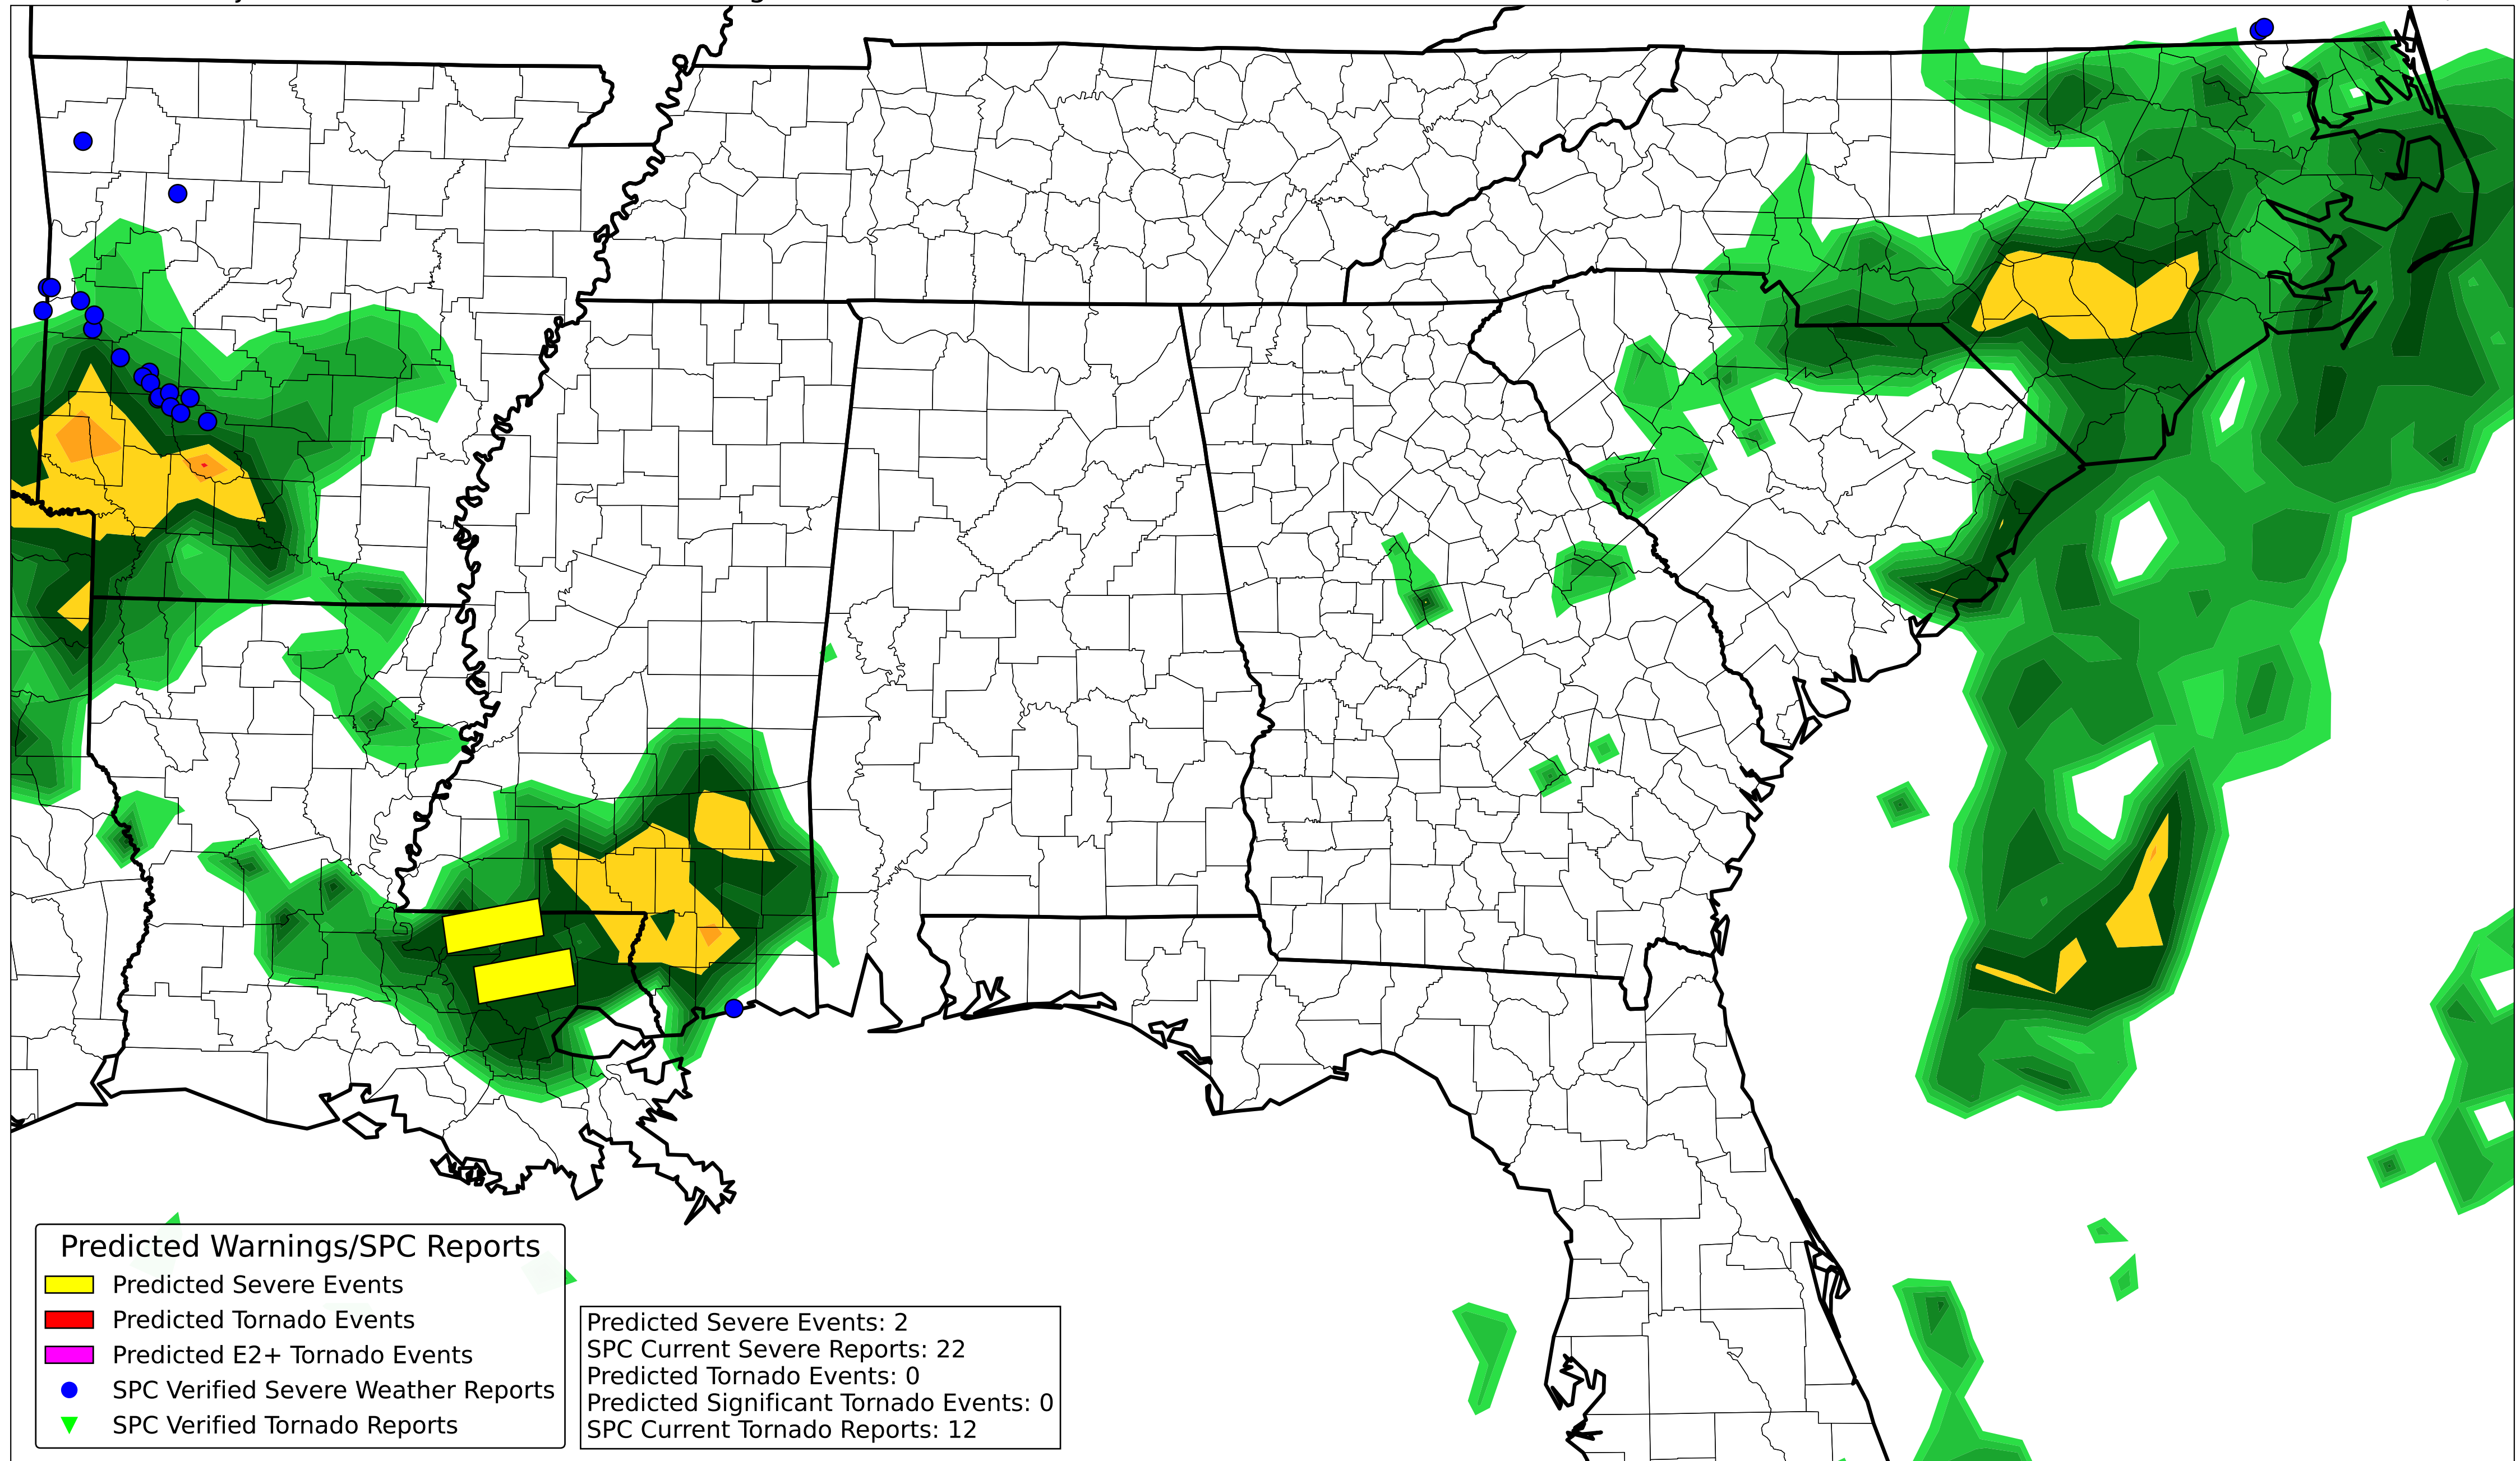 Predicted Warnings/SPC Reports
Predicted Severe Events
Predicted Tornado Events
Predicted E2+ Tornado Events
SPC Verified Severe Weather Reports
SPC Verified Tornado Reports
Predicted Severe Events: 2
SPC Current Severe Reports: 22
Predicted Tornado Events: 0
Predicted Significant Tornado Events: 0
SPC Current Tornado Reports: 12